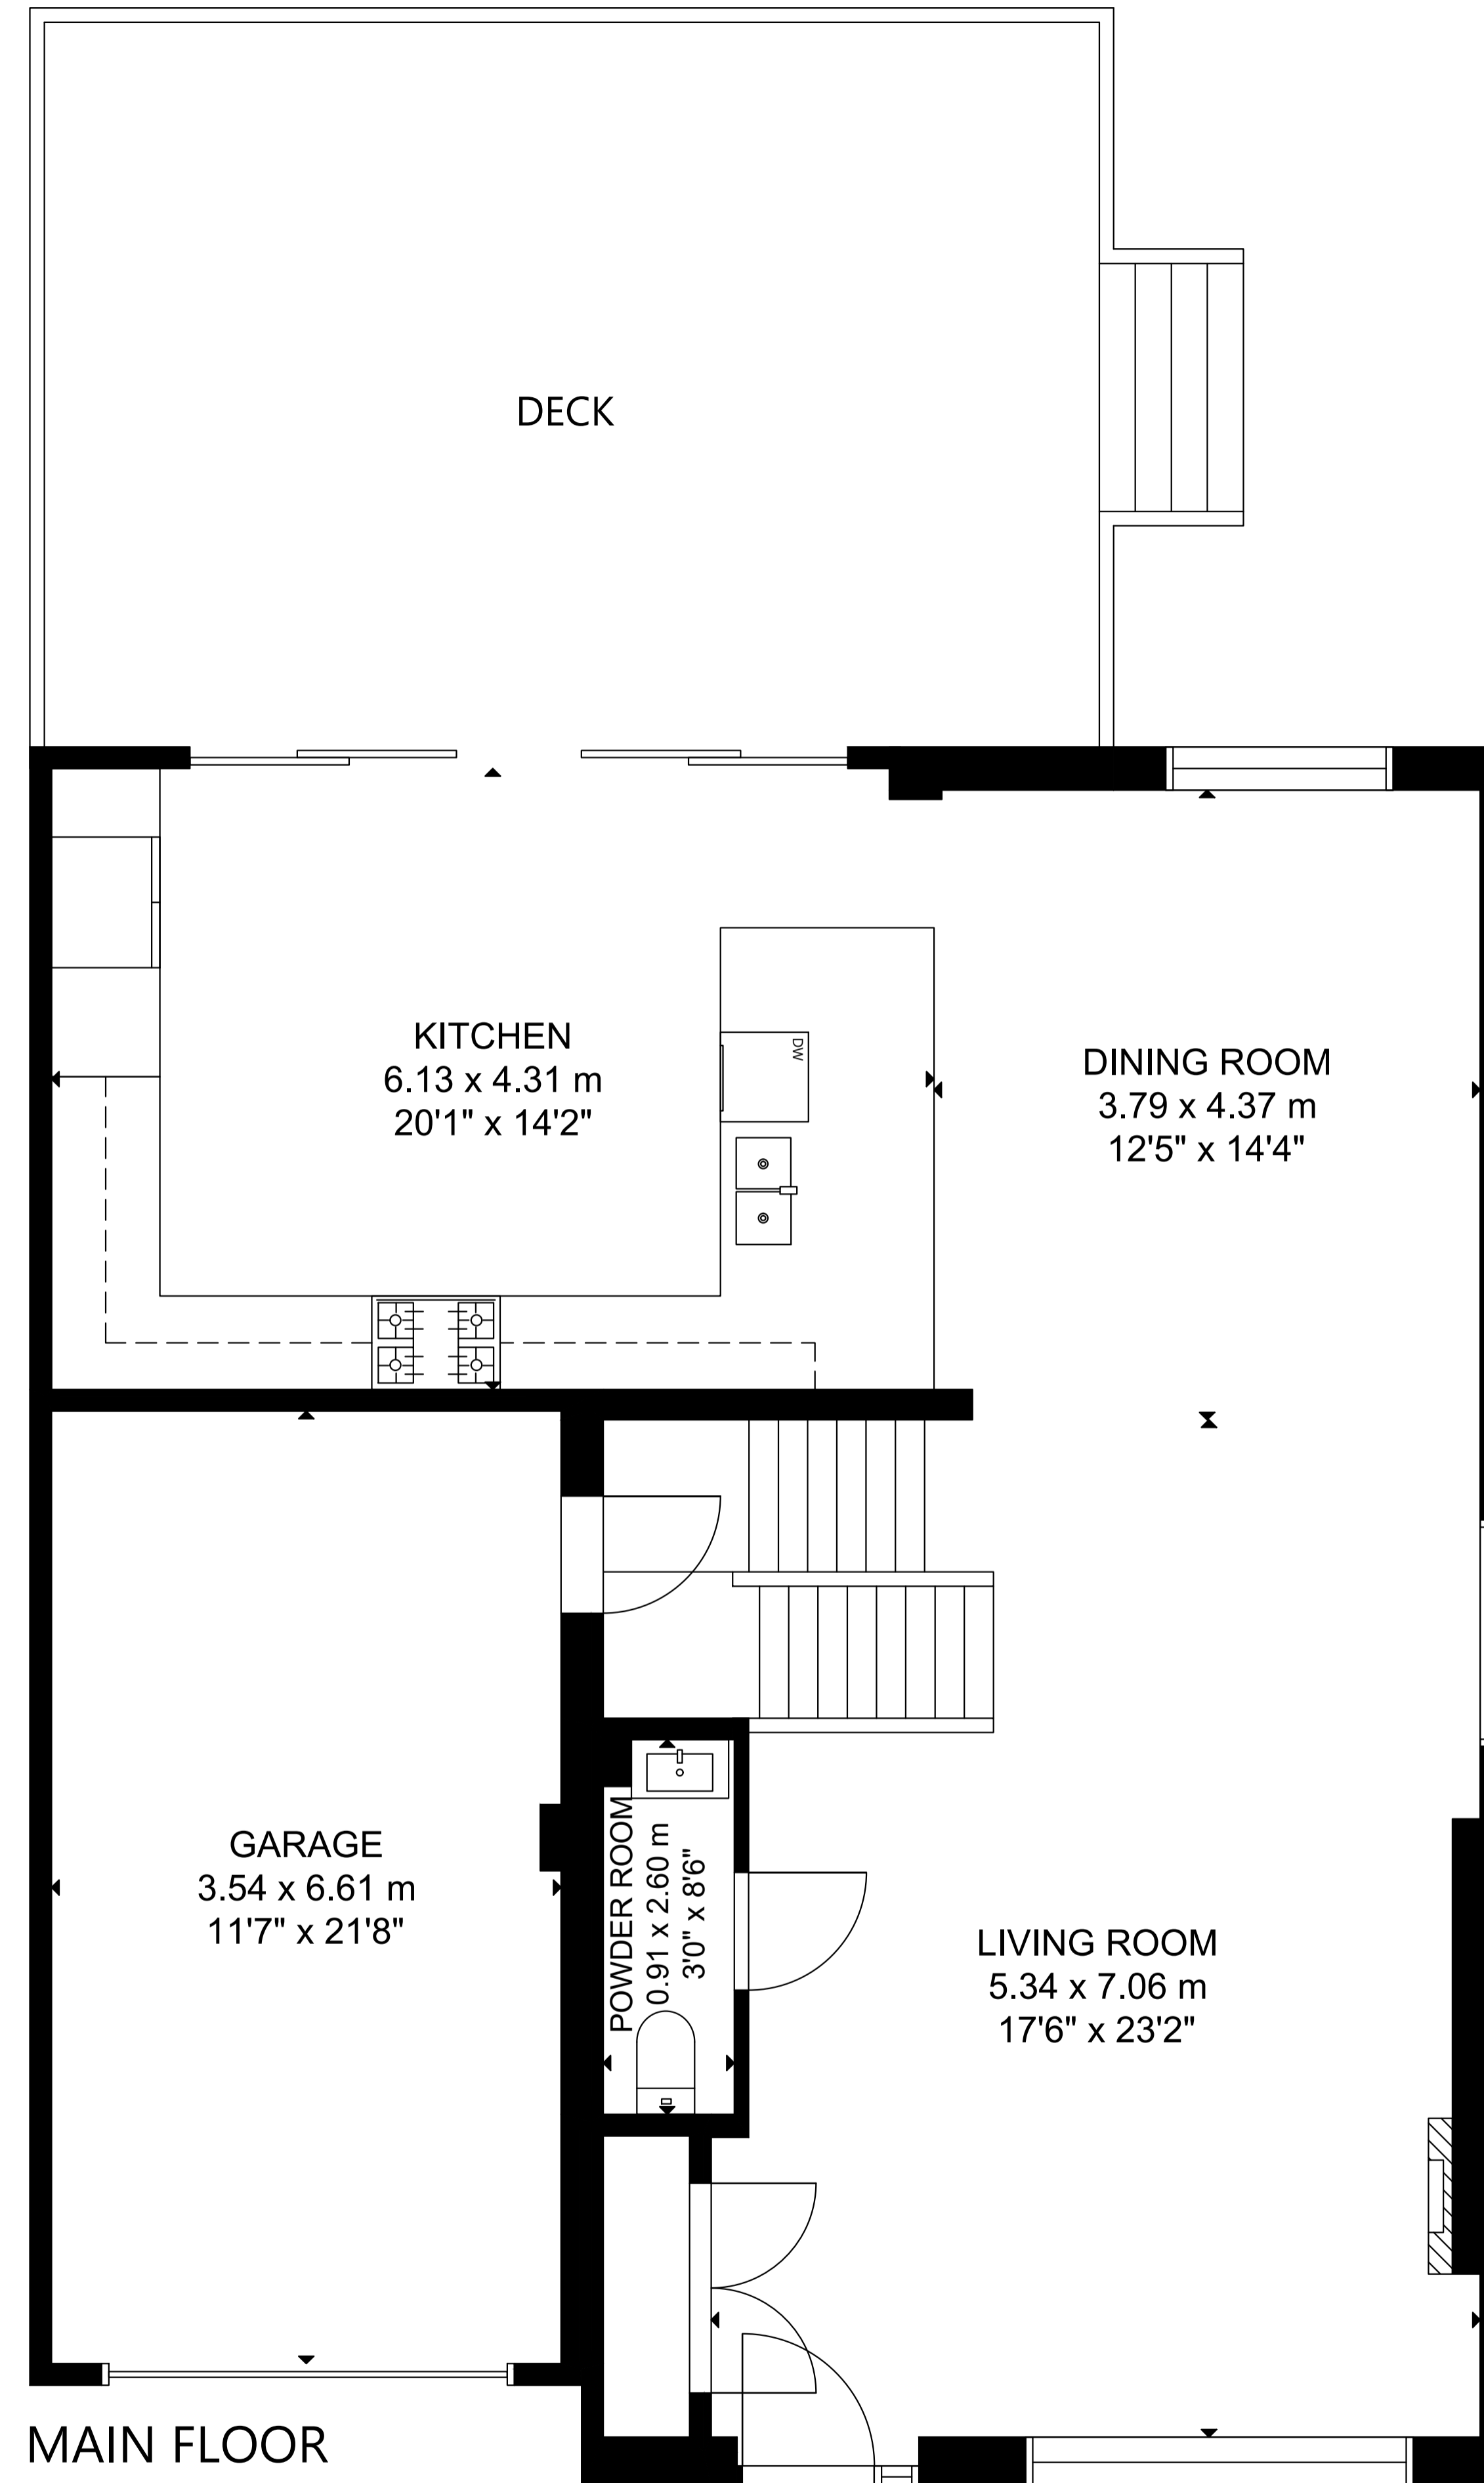 DECK
KITCHEN
6.13 x 4.31 m
20'1" x 14'2"
DW
DINING ROOM
3.79 x 4.37 m
12'5" x 14'4"
GARAGE
3.54 x 6.61 m
11'7" x 21'8"
POWDER ROOM
0.91 x 2.60 m
3'0" x 8'6"
LIVING ROOM
5.34 x 7.06 m
17'6" x 23'2"
MAIN FLOOR